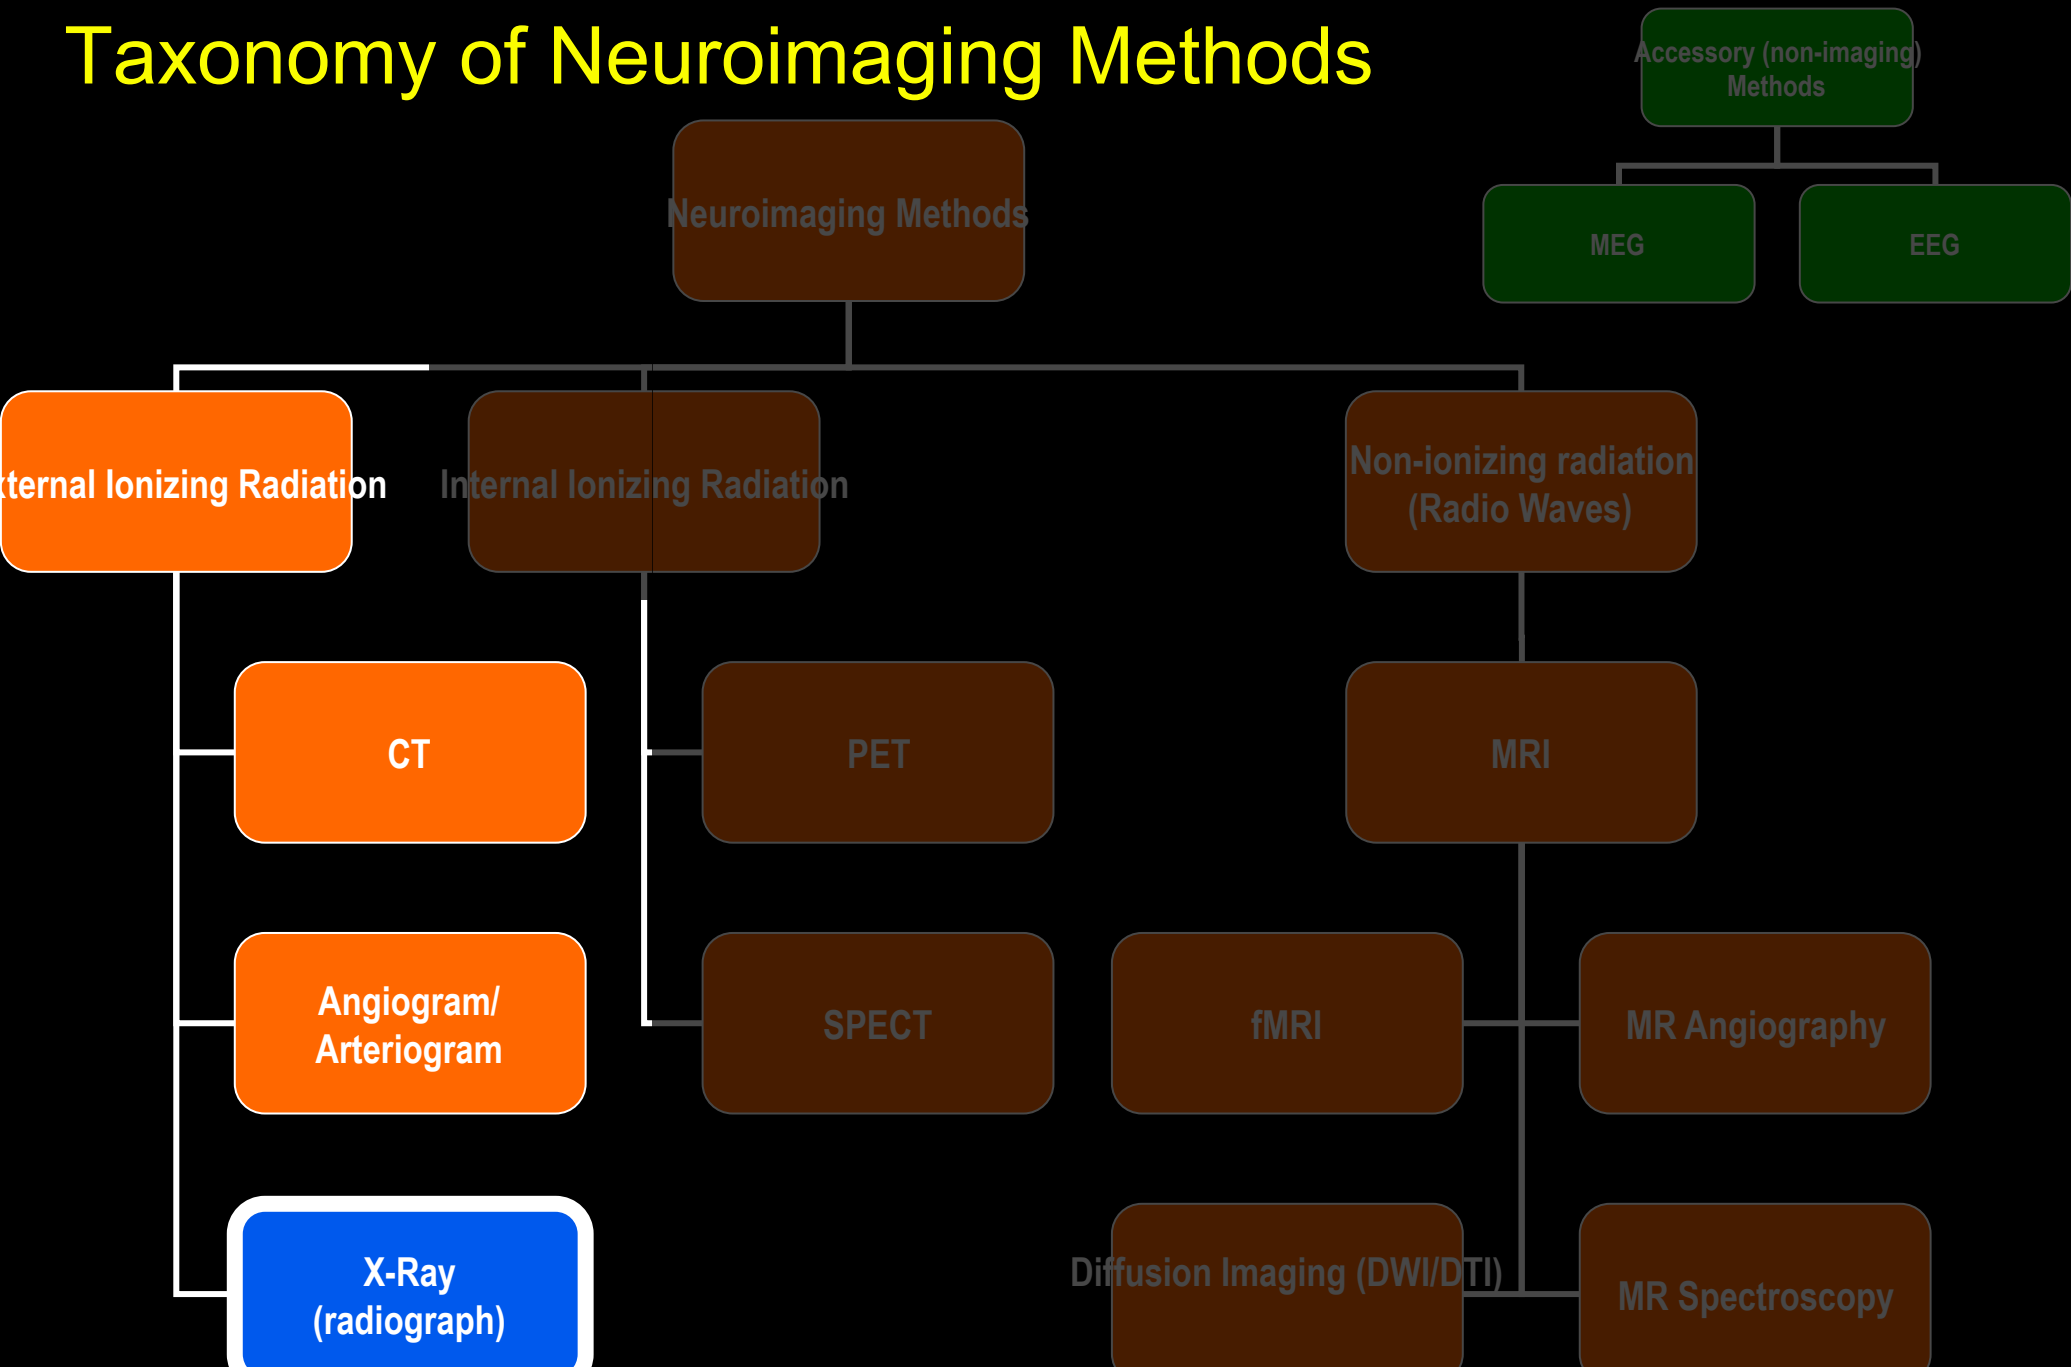 Taxonomy of Neuroimaging Methods
Accessory (non-imaging)
Methods
Neuroimaging Methods
MEG
EEG
xternal Ionizing Radiation
Internal Ionizing Radiation
Non-ionizing radiation
(Radio Waves)
CT
PET
MRI
Angiogram/
Arteriogram
SPECT
fMRI
MR Angiography
X-Ray
(radiograph)
Diffusion Imaging (DWI/DTI)
MR Spectroscopy